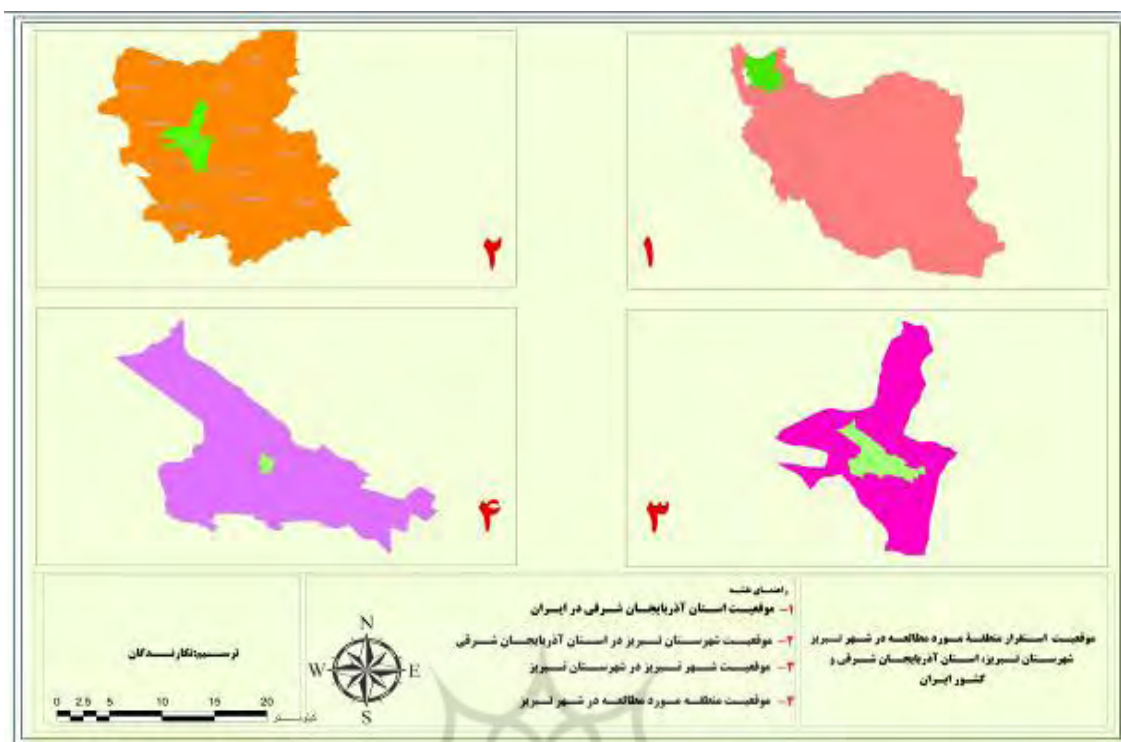 ۱
۲
۳
۴
موقعیت استقرار منطقهٔ مورد مطالعه در شهر تبریز
شهرستان تبریز، استان آذربایجان شرقی و
کشور ایران
راهنمای نقشه
۱- موقعیت استان آذربایجان شرقی در ایران
۲- موقعیت شهرستان تبریز در استان آذربایجان شرقی
۳- موقعیت شهر تبریز در شهرستان تبریز
۳- موقعیت منطقه مورد مطالعه در شهر تبریز
N
W E
S
ترسیم:نگارندگان
0 2.5 5 10 15 20
کیلومتر